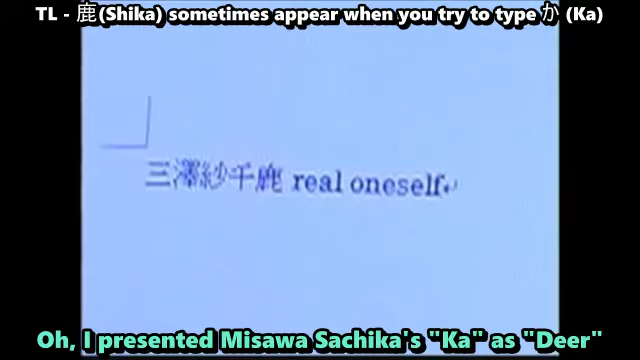 TL - 鹿(Shika) sometimes appear when you try to type か (Ka)
三澤紗千鹿 real oneself↵
Oh, I presented Misawa Sachika's "Ka" as "Deer"